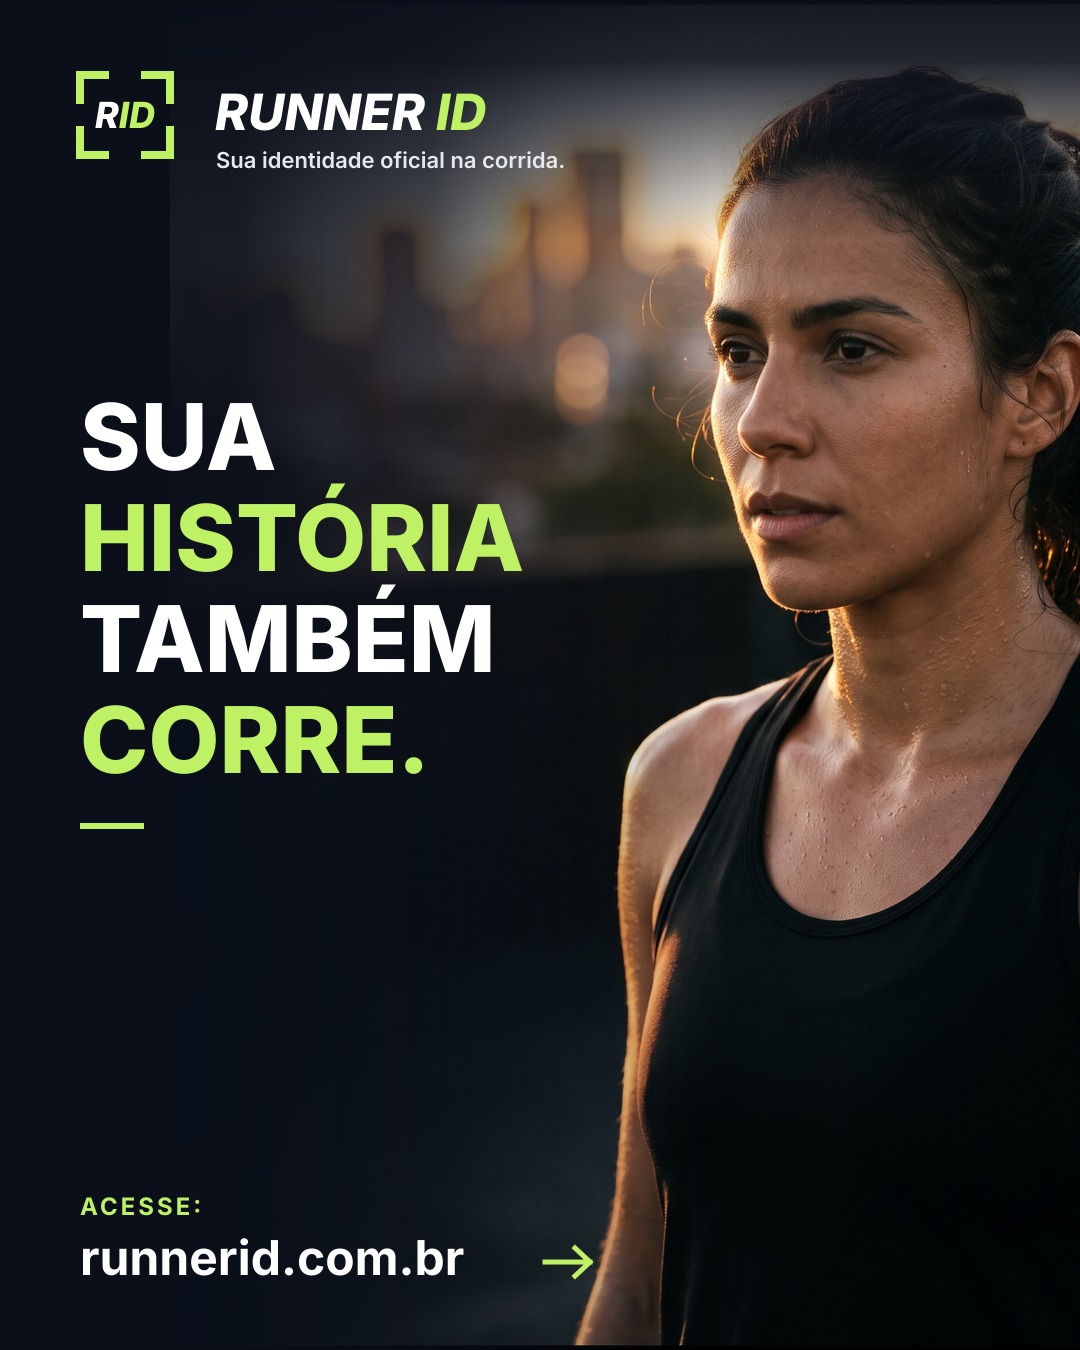 RID
RUNNER ID
Sua identidade oficial na corrida.
SUA
HISTÓRIA
TAMBÉM
CORRE.
ACESSE:
runnerid.com.br